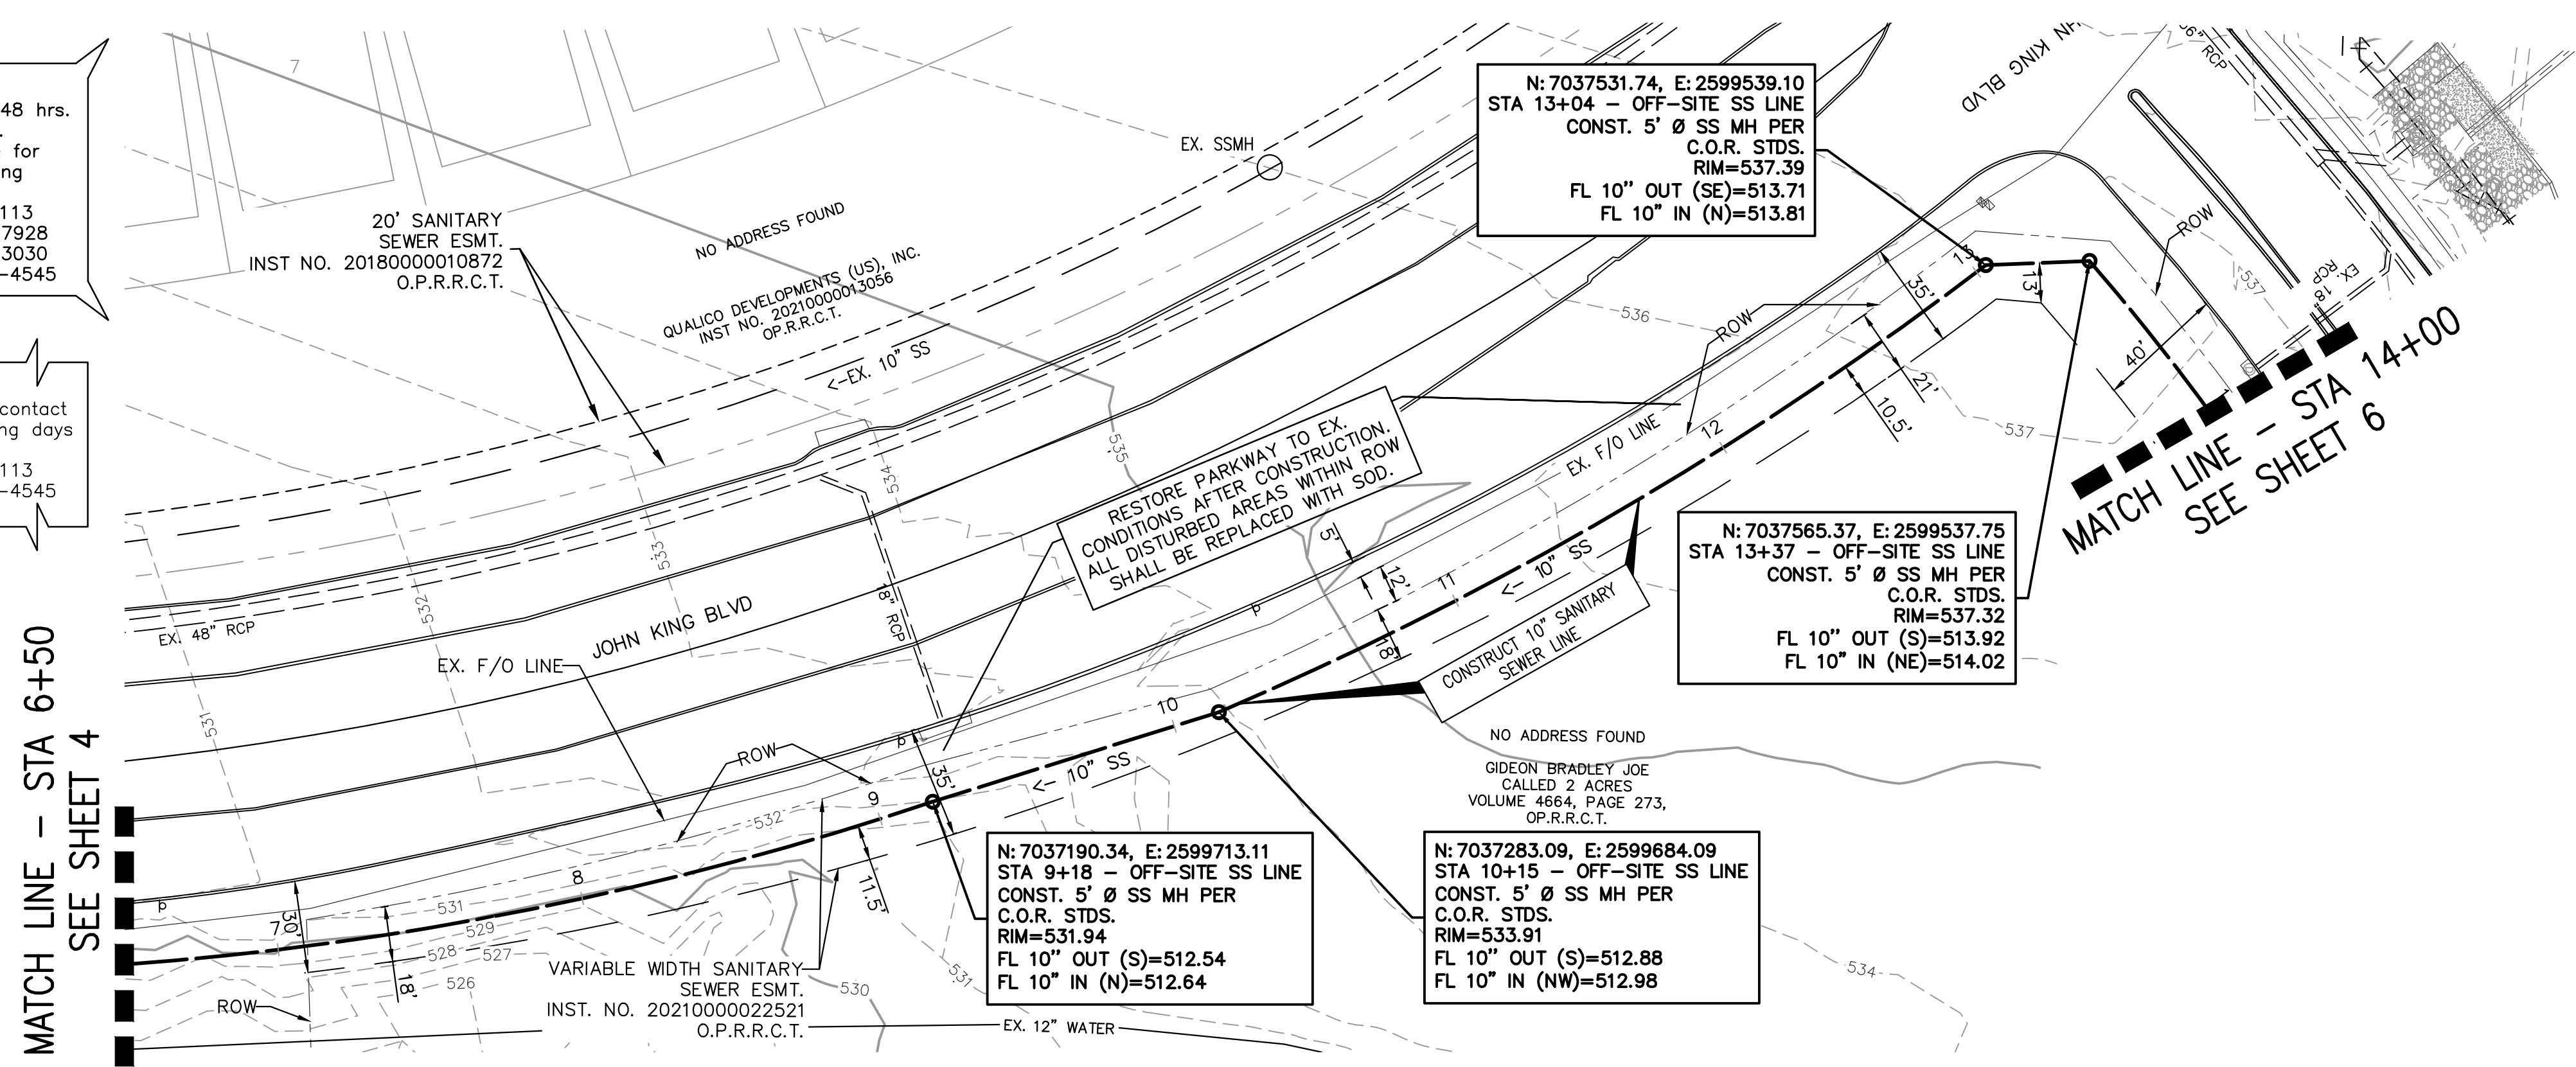 48 hrs.
for
ng
113
7928
3030
-4545
contact
ng days
113
-4545
MATCH LINE - STA 6+50
SEE SHEET 4
7
20' SANITARY
SEWER ESMT.
INST NO. 20180000010872
O.P.R.R.C.T.
NO ADDRESS FOUND
QUALICO DEVELOPMENTS (US), INC.
INST NO. 20210000013056
OP.R.R.C.T.
EX. SSMH
<-EX. 10" SS
N: 7037531.74, E: 2599539.10
STA 13+04 - OFF-SITE SS LINE
CONST. 5' Ø SS MH PER
C.O.R. STDS.
RIM=537.39
FL 10" OUT (SE)=513.71
FL 10" IN (N)=513.81
HN KING BLVD
36" RCP
ROW
EX.
18"
RCP
537
13
13'
35'
40'
ROW
536
21'
10.5'
537
MATCH LINE - STA 14+00
SEE SHEET 6
RESTORE PARKWAY TO EX.
CONDITIONS AFTER CONSTRUCTION.
ALL DISTURBED AREAS WITHIN ROW
SHALL BE REPLACED WITH SOD.
EX. F/O LINE
12
535
534
533
532
531
18" RCP
EX. 48" RCP
JOHN KING BLVD
EX. F/O LINE
5'
12'
11
18'
<- 10" SS
CONSTRUCT 10" SANITARY
SEWER LINE
N: 7037565.37, E: 2599537.75
STA 13+37 - OFF-SITE SS LINE
CONST. 5' Ø SS MH PER
C.O.R. STDS.
RIM=537.32
FL 10" OUT (S)=513.92
FL 10" IN (NE)=514.02
p
10
p
ROW
35'
<- 10" SS
9
532
NO ADDRESS FOUND
GIDEON BRADLEY JOE
CALLED 2 ACRES
VOLUME 4664, PAGE 273,
OP.R.R.C.T.
N: 7037190.34, E: 2599713.11
STA 9+18 - OFF-SITE SS LINE
CONST. 5' Ø SS MH PER
C.O.R. STDS.
RIM=531.94
FL 10" OUT (S)=512.54
FL 10" IN (N)=512.64
N: 7037283.09, E: 2599684.09
STA 10+15 - OFF-SITE SS LINE
CONST. 5' Ø SS MH PER
C.O.R. STDS.
RIM=533.91
FL 10" OUT (S)=512.88
FL 10" IN (NW)=512.98
11.5'
8
p
7
30'
531
529
528
527
526
18'
ROW
VARIABLE WIDTH SANITARY
SEWER ESMT.
INST. NO. 20210000022521
O.P.R.R.C.T.
530
531
534
EX. 12" WATER